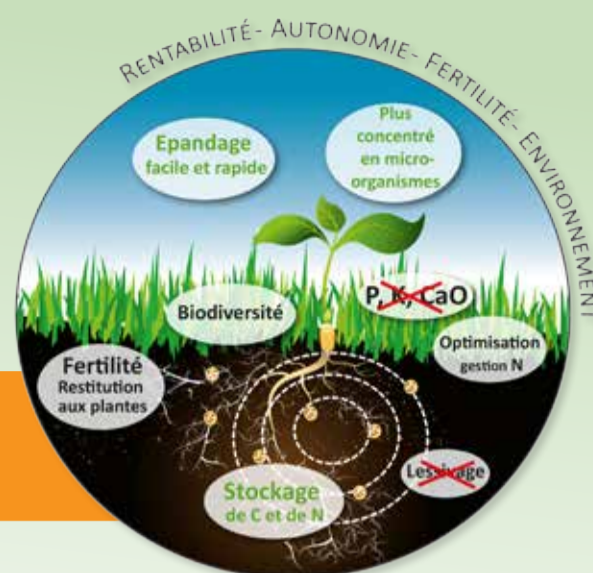 RENTABILITÉ - AUTONOMIE - FERTILITÉ - ENVIRONNEMENT
Epandage
facile et rapide
Plus
concentré
en micro-
organismes
P, K, CaO
Biodiversité
Optimisation
gestion N
Fertilité
Restitution
aux plantes
Lessivage
Stockage
de C et de N